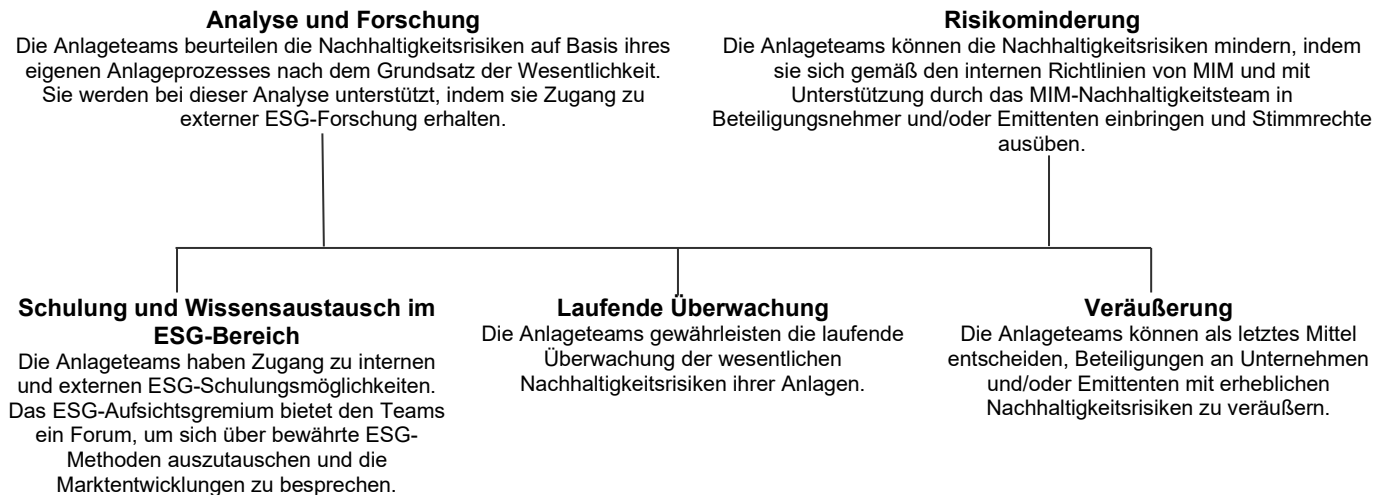 Analyse und Forschung
Die Anlageteams beurteilen die Nachhaltigkeitsrisiken auf Basis ihres
eigenen Anlageprozesses nach dem Grundsatz der Wesentlichkeit.
Sie werden bei dieser Analyse unterstützt, indem sie Zugang zu
externer ESG-Forschung erhalten.
Risikominderung
Die Anlageteams können die Nachhaltigkeitsrisiken mindern, indem
sie sich gemäß den internen Richtlinien von MIM und mit
Unterstützung durch das MIM-Nachhaltigkeitsteam in
Beteiligungsnehmer und/oder Emittenten einbringen und Stimmrechte
ausüben.
Schulung und Wissensaustausch im
ESG-Bereich
Die Anlageteams haben Zugang zu internen
und externen ESG-Schulungsmöglichkeiten.
Das ESG-Aufsichtsgremium bietet den Teams
ein Forum, um sich über bewährte ESG-
Methoden auszutauschen und die
Marktentwicklungen zu besprechen.
Laufende Überwachung
Die Anlageteams gewährleisten die laufende
Überwachung der wesentlichen
Nachhaltigkeitsrisiken ihrer Anlagen.
Veräußerung
Die Anlageteams können als letztes Mittel
entscheiden, Beteiligungen an Unternehmen
und/oder Emittenten mit erheblichen
Nachhaltigkeitsrisiken zu veräußern.